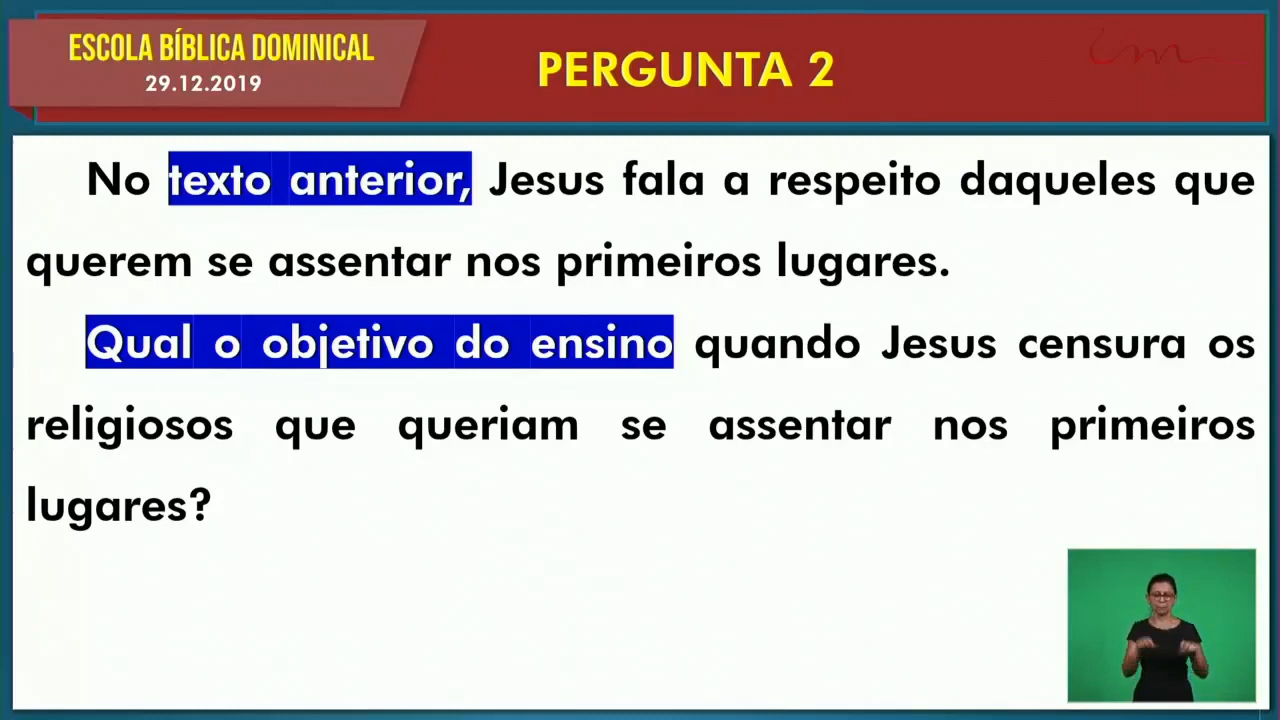 ESCOLA BÍBLICA DOMINICAL
29.12.2019
PERGUNTA 2
No texto anterior, Jesus fala a respeito daqueles que
querem se assentar nos primeiros lugares.
Qual o objetivo do ensino quando Jesus censura os
religiosos que queriam se assentar nos primeiros
lugares?